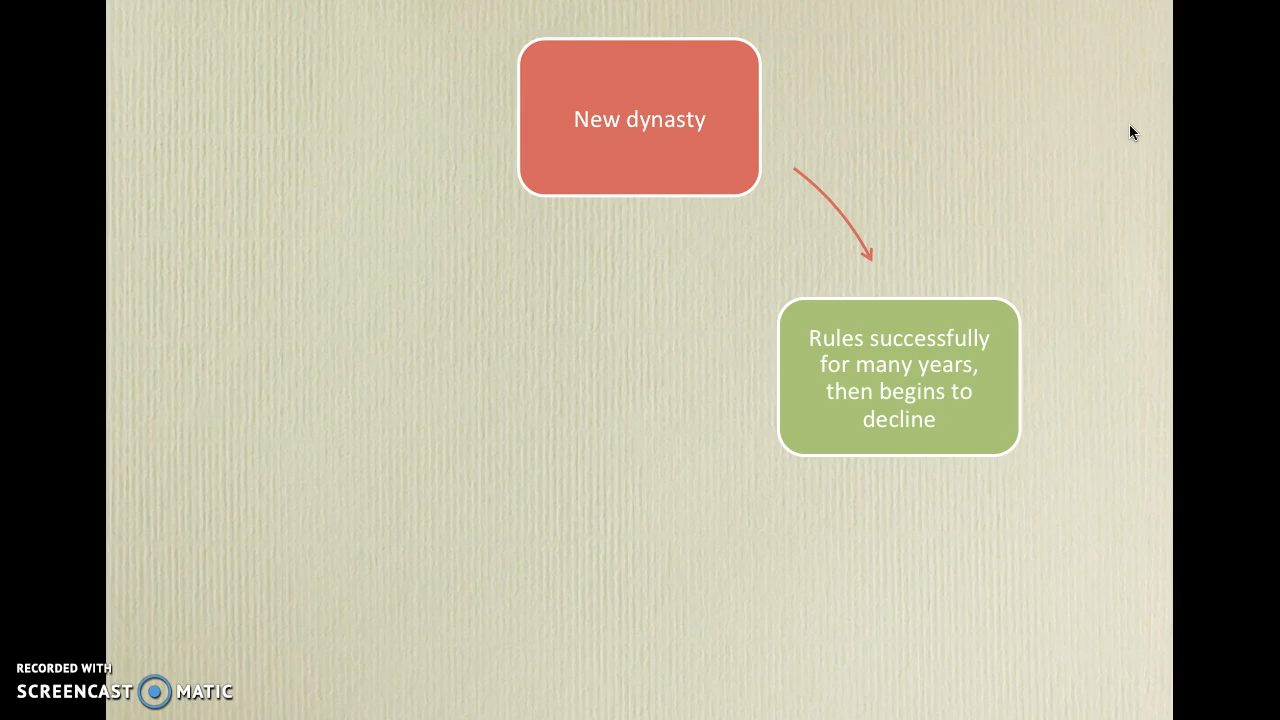 New dynasty
Rules successfully
for many years,
then begins to
decline
RECORDED WITH
SCREENCAST MATIC